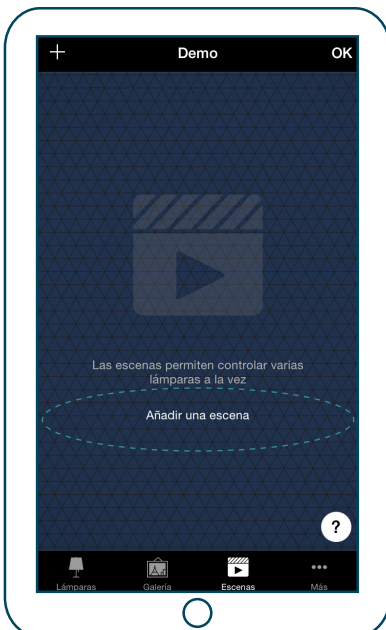 Demo
OK
Las escenas permiten controlar varias
lámparas a la vez
Añadir una escena
?
Lámparas
Galería
Escenas
Más